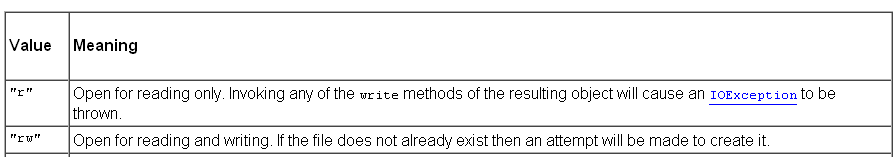 Value Meaning
"r" Open for reading only. Invoking any of the write methods of the resulting object will cause an IOException to be
thrown.
"rw" Open for reading and writing. If the file does not already exist then an attempt will be made to create it.